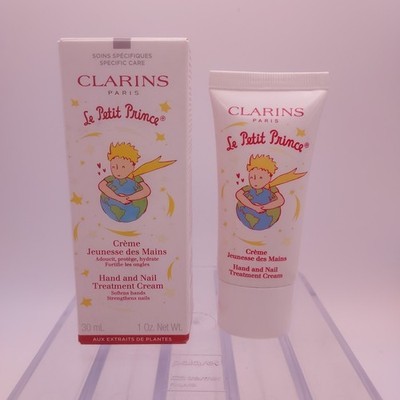 SOINS SPÉCIFIQUES
SPECIFIC CARE
CLARINS
PARIS
Le Petit Prince®
Crème
Jeunesse des Mains
Adoucit, protège, hydrate
Fortifie les ongles
Hand and Nail
Treatment Cream
Softens hands
Strengthens nails
30 mL
1 Oz. Net Wt.
AUX EXTRAITS DE PLANTES
CLARINS
PARIS
Le Petit Prince®
Crème
Jeunesse des Mains
Hand and Nail
Treatment Cream